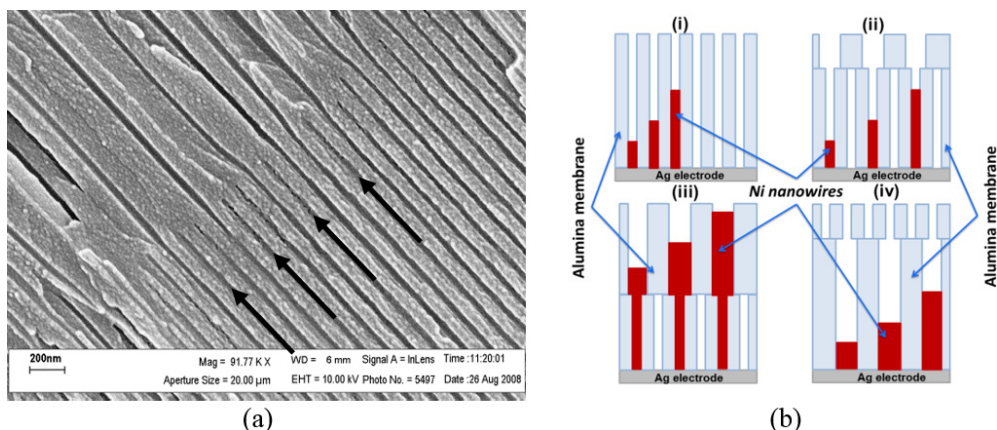 200nm
Mag = 91.77 K X
WD = 6 mm
Signal A = InLens
Time :11:20:01
Aperture Size = 20.00 µm
EHT = 10.00 kV
Photo No. = 5497
Date :26 Aug 2008
(a)
(i)
(ii)
Alumina membrane
Ag electrode
Ag electrode
Ni nanowires
(iii)
(iv)
Alumina membrane
Ag electrode
Ag electrode
(b)